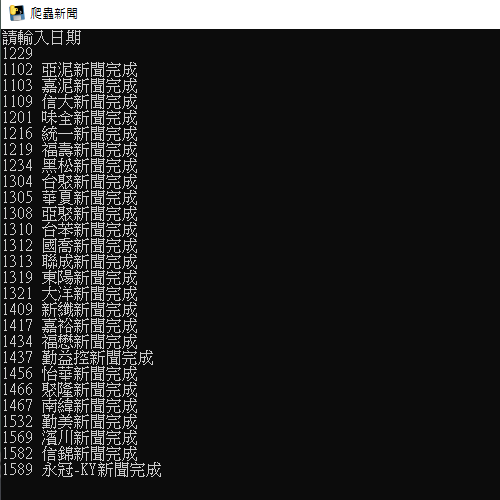 爬蟲新聞
請輸入日期
1229
1102 亞泥新聞完成
1103 嘉泥新聞完成
1109 信大新聞完成
1201 味全新聞完成
1216 統一新聞完成
1219 福壽新聞完成
1234 黑松新聞完成
1304 台聚新聞完成
1305 華夏新聞完成
1308 亞聚新聞完成
1310 台苯新聞完成
1312 國喬新聞完成
1313 聯成新聞完成
1319 東陽新聞完成
1321 大洋新聞完成
1409 新纖新聞完成
1417 嘉裕新聞完成
1434 福懋新聞完成
1437 勤益控新聞完成
1456 怡華新聞完成
1466 聚隆新聞完成
1467 南緯新聞完成
1532 勤美新聞完成
1569 濱川新聞完成
1582 信錦新聞完成
1589 永冠-KY新聞完成